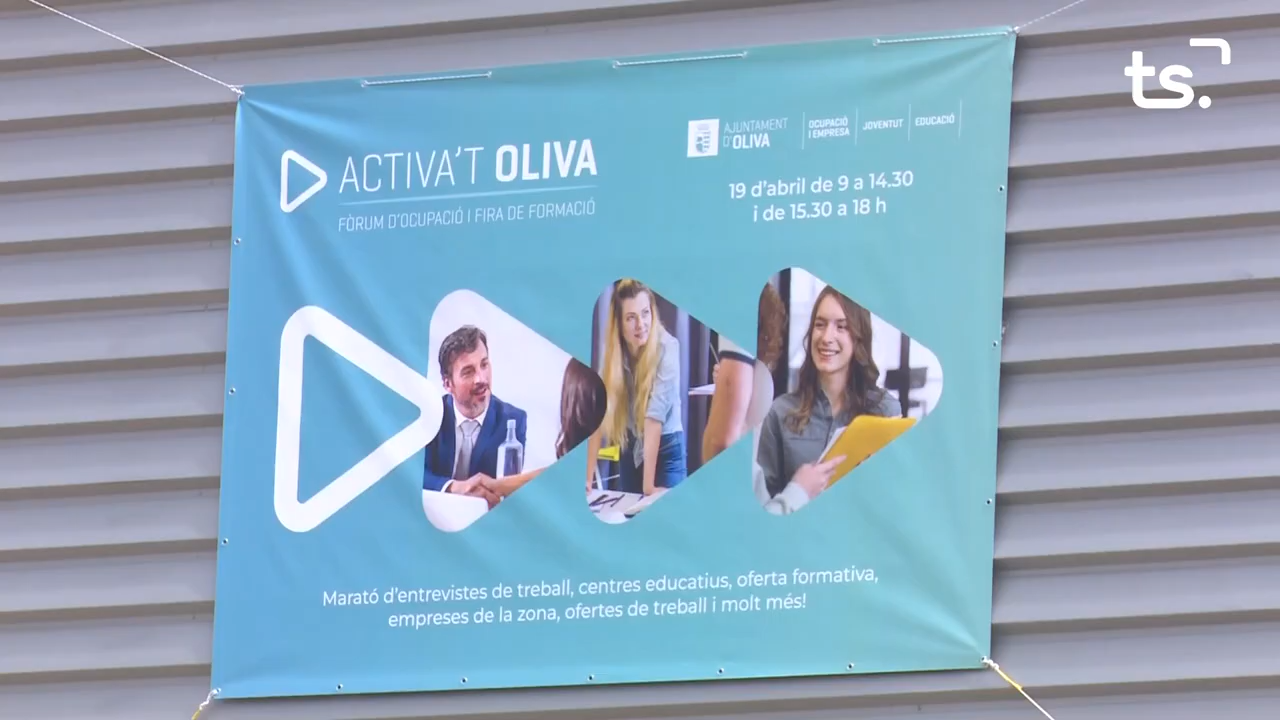 ts.
ACTIVA'T OLIVA
FÒRUM D'OCUPACIÓ I FIRA DE FORMACIÓ
AJUNTAMENT
D'OLIVA
OCUPACIÓ
I EMPRESA
JOVENTUT
EDUCACIÓ
19 d'abril de 9 a 14.30
i de 15.30 a 18 h
Marató d'entrevistes de treball, centres educatius, oferta formativa,
empreses de la zona, ofertes de treball i molt més!